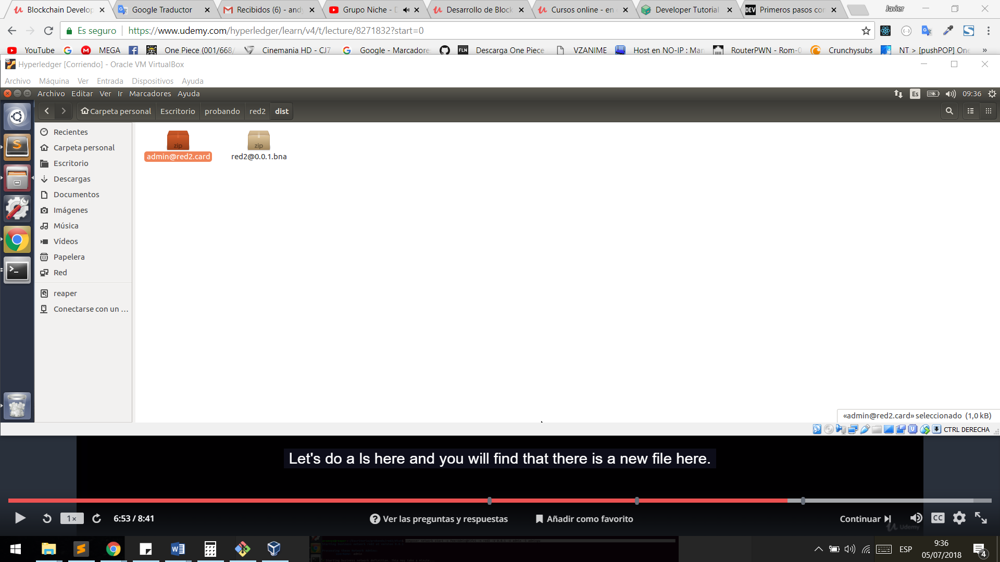 Blockchain Develop
Google Traductor
Recibidos (6) - andy
Grupo Niche - D
Desarrollo de Block
Cursos online - en
Developer Tutorial
DEV
Primeros pasos con
Javier
Es seguro
https://www.udemy.com/hyperledger/learn/v4/t/lecture/8271832?start=0
YouTube
MEGA
One Piece (001/668/
Cinemania HD - CJ7
Google - Marcadore
FLN
Descarga One Piece
VZANIME
Host en NO-IP : Man
RouterPWN - Rom-0
Crunchysubs
NT > [pushPOP] One
»
Hyperledger [Corriendo] - Oracle VM VirtualBox
Archivo Máquina Ver Entrada Dispositivos Ayuda
Archivo Editar Ver Ir Marcadores Ayuda
Es
09:36
Carpeta personal Escritorio probando red2 dist
Recientes
Carpeta personal
Escritorio
Descargas
Documentos
Imágenes
Música
Vídeos
Papelera
Red
reaper
Conectarse con un ...
zip
admin@red2.card
zip
red2@0.0.1.bna
«admin@red2.card» seleccionado (1,0 kB)
CTRL DERECHA
Let's do a ls here and you will find that there is a new file here.
1×
6:53 / 8:41
Ver las preguntas y respuestas
Añadir como favorito
Continuar
CC
Udemy
ESP
9:36
05/07/2018
4